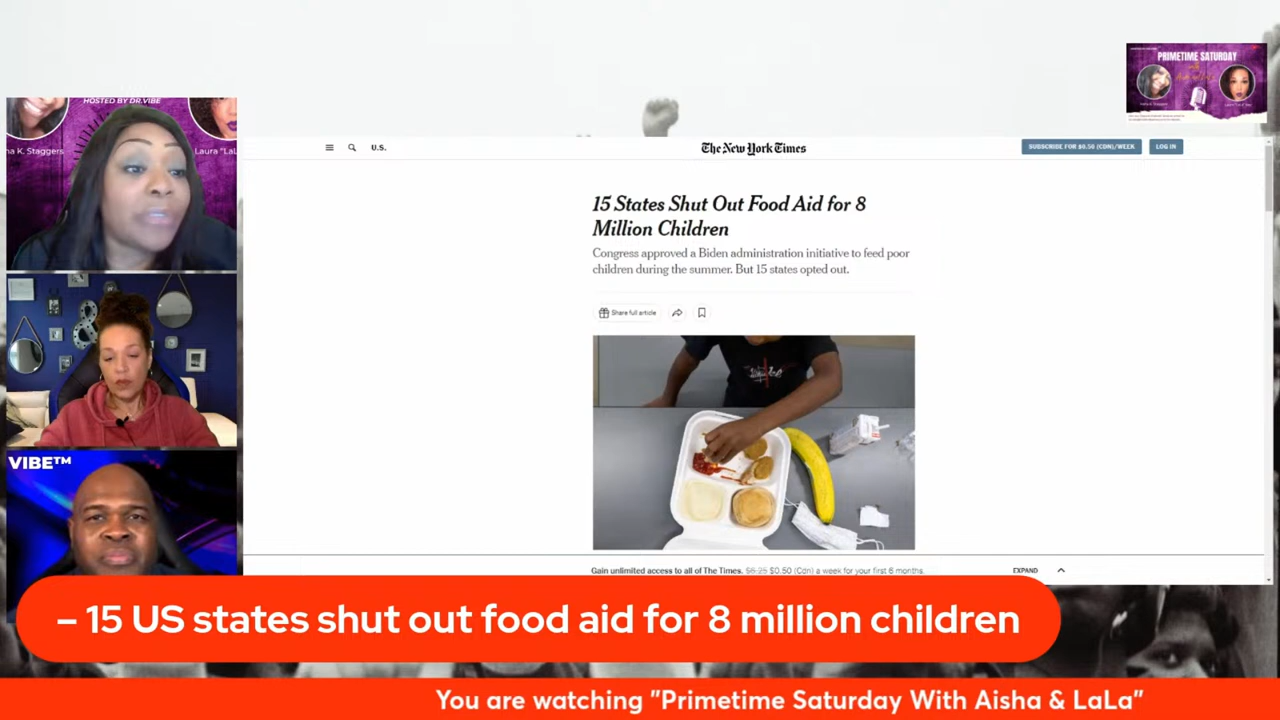 HOSTED BY DR.VIBE
na K. Staggers
Laura "LaL
VIBE™
PRIMETIME SATURDAY
with
U.S.
The New York Times
SUBSCRIBE FOR $0.50 (CDN)/WEEK
LOG IN
15 States Shut Out Food Aid for 8
Million Children
Congress approved a Biden administration initiative to feed poor
children during the summer. But 15 states opted out.
Share full article
Gain unlimited access to all of The Times. $6.25 $0.50 (Cdn) a week for your first 6 months.
EXPAND
– 15 US states shut out food aid for 8 million children
You are watching "Primetime Saturday With Aisha & LaLa"